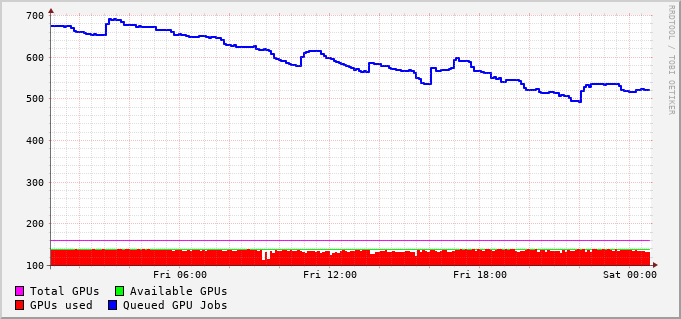 700
RRDTOOL / TOBI OETIKER
600
500
400
300
200
100
Fri 06:00 Fri 12:00 Fri 18:00 Sat 00:00
Total GPUs Available GPUs
GPUs used Queued GPU Jobs